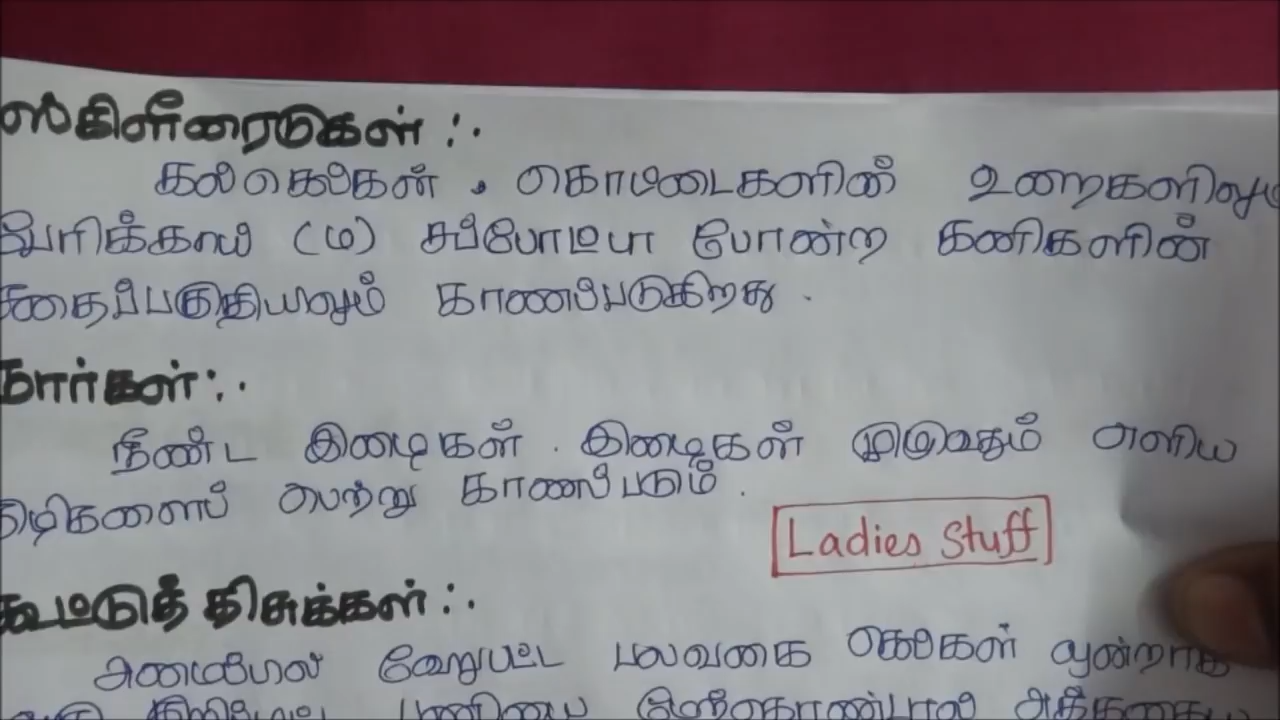 ஸ்கிளீரைடுகள் :.
கல்செல்கள். கொட்டைகளின் உறைகளிலும்
பேரிக்காய் (ம) சப்போட்டா போன்ற கனிகளின்
சதைப்பகுதியிலும் காணப்படுகிறது.
நார்கள் :.
நீண்ட இழைகள். இழைகள் முழுவதும் எளிய
குழிகளைப் பெற்று காணப்படும்.
Ladies Stuff
கூட்டுத் திசுக்கள் :.
அமைப்பில் வேறுபட்ட பலவகை செல்கள் ஒன்றாக